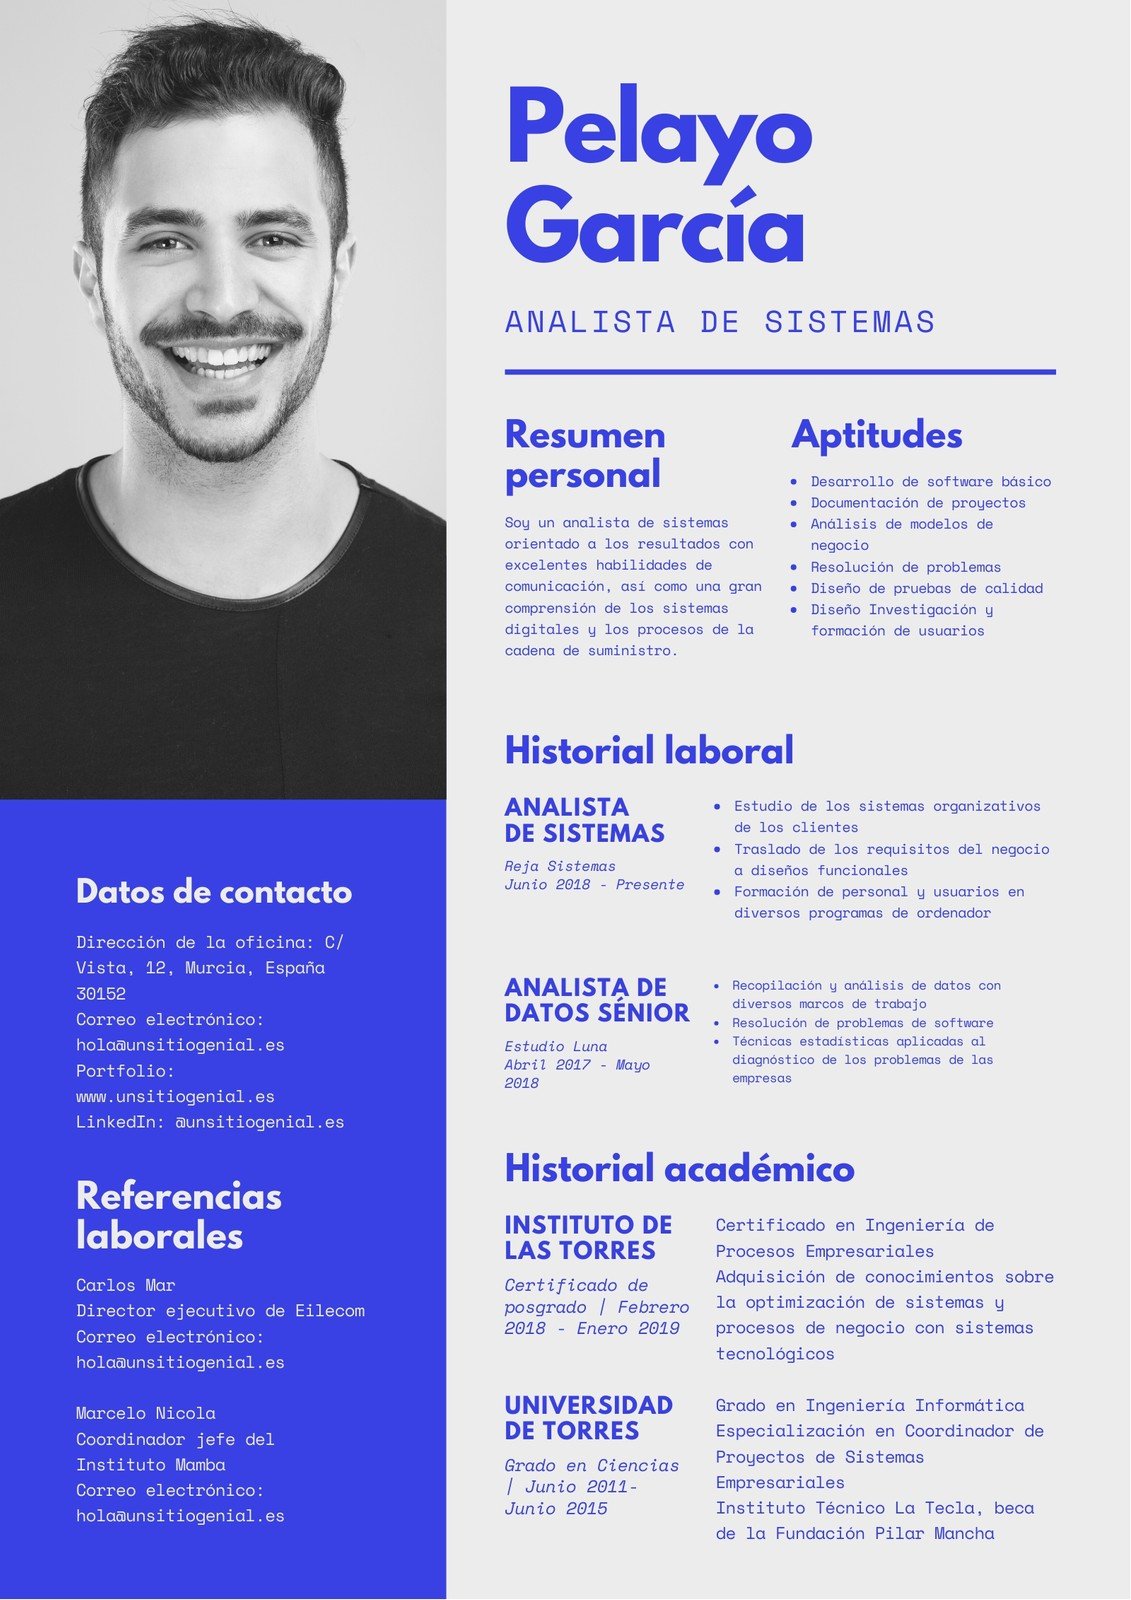 Pelayo
García
ANALISTA DE SISTEMAS
Resumen
personal
Soy un analista de sistemas
orientado a los resultados con
excelentes habilidades de
comunicación, así como una gran
comprensión de los sistemas
digitales y los procesos de la
cadena de suministro.
Aptitudes
• Desarrollo de software básico
• Documentación de proyectos
• Análisis de modelos de
negocio
• Resolución de problemas
• Diseño de pruebas de calidad
• Diseño Investigación y
formación de usuarios
Historial laboral
ANALISTA
DE SISTEMAS
Reja Sistemas
Junio 2018 - Presente
• Estudio de los sistemas organizativos
de los clientes
• Traslado de los requisitos del negocio
a diseños funcionales
• Formación de personal y usuarios en
diversos programas de ordenador
ANALISTA DE
DATOS SÉNIOR
Estudio Luna
Abril 2017 - Mayo
2018
• Recopilación y análisis de datos con
diversos marcos de trabajo
• Resolución de problemas de software
• Técnicas estadísticas aplicadas al
diagnóstico de los problemas de las
empresas
Historial académico
INSTITUTO DE
LAS TORRES
Certificado de
posgrado | Febrero
2018 - Enero 2019
Certificado en Ingeniería de
Procesos Empresariales
Adquisición de conocimientos sobre
la optimización de sistemas y
procesos de negocio con sistemas
tecnológicos
UNIVERSIDAD
DE TORRES
Grado en Ciencias
| Junio 2011-
Junio 2015
Grado en Ingeniería Informática
Especialización en Coordinador de
Proyectos de Sistemas
Empresariales
Instituto Técnico La Tecla, beca
de la Fundación Pilar Mancha
Datos de contacto
Dirección de la oficina: C/
Vista, 12, Murcia, España
30152
Correo electrónico:
hola@unsitiogenial.es
Portfolio:
www.unsitiogenial.es
LinkedIn: @unsitiogenial.es
Referencias
laborales
Carlos Mar
Director ejecutivo de Eilecom
Correo electrónico:
hola@unsitiogenial.es
Marcelo Nicola
Coordinador jefe del
Instituto Mamba
Correo electrónico:
hola@unsitiogenial.es